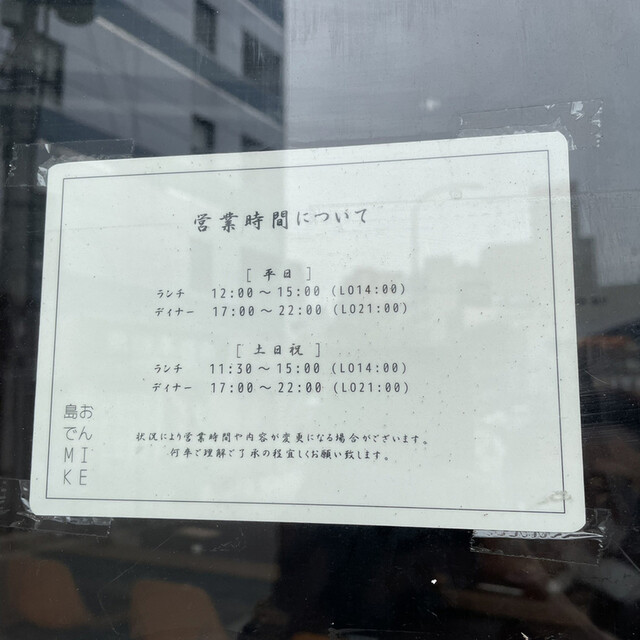 営業時間について
[ 平日 ]
ランチ 12:00～15:00 (LO14:00)
ディナー 17:00～22:00 (LO21:00)
[ 土日祝 ]
ランチ 11:30～15:00 (LO14:00)
ディナー 17:00～22:00 (LO21:00)
状況により営業時間や内容が変更になる場合がございます。
何卒ご理解ご了承の程宜しくお願い致します。
おでん
島
MIKE